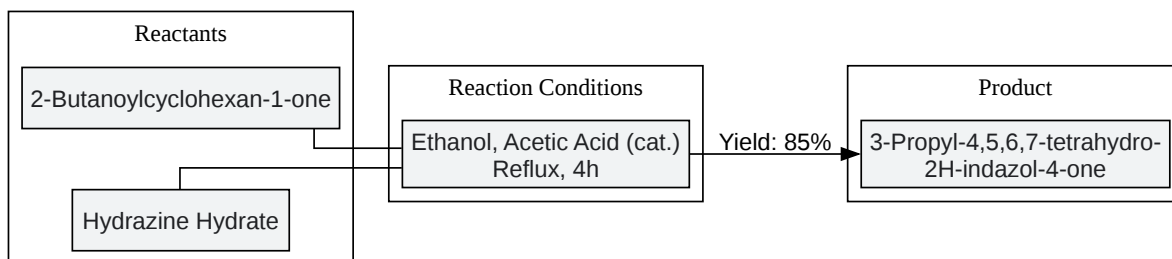 Reactants
2-Butanoylcyclohexan-1-one
Hydrazine Hydrate
Reaction Conditions
Ethanol, Acetic Acid (cat.)
Reflux, 4h
Yield: 85%
Product
3-Propyl-4,5,6,7-tetrahydro-
2H-indazol-4-one